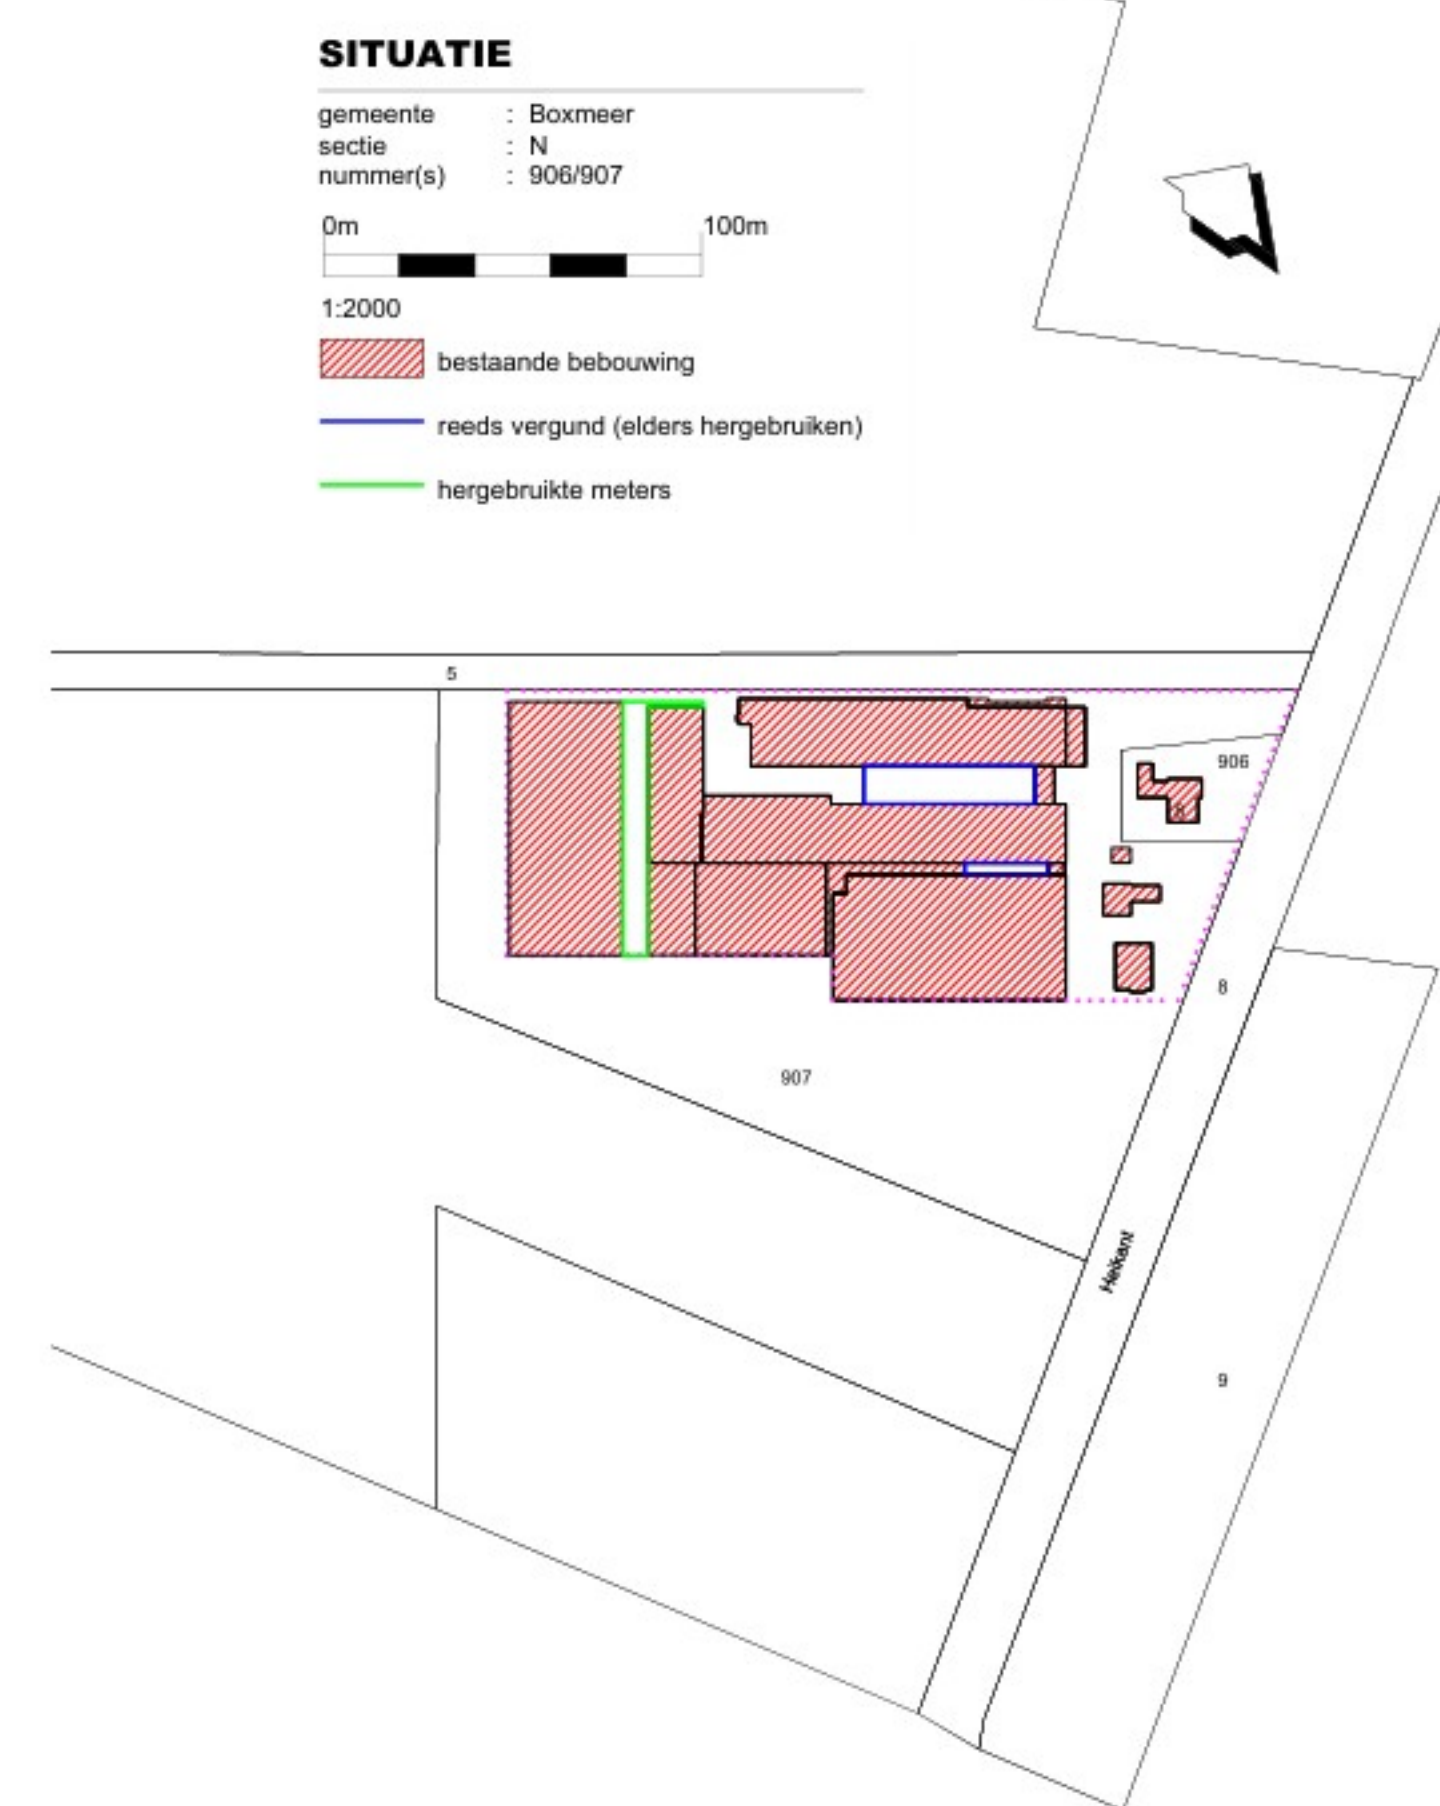 SITUATIE
gemeente : Boxmeer
sectie : N
nummer(s) : 906/907
0m 100m
1:2000
bestaande bebouwing
reeds vergund (elders hergebruiken)
hergebruikte meters
5
906
8
8
907
Heikant
9